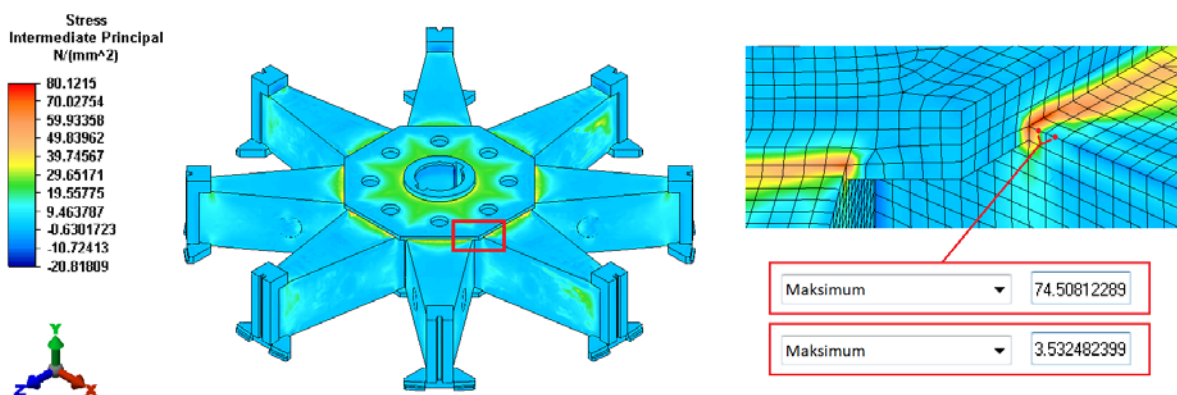 Stress
Intermediate Principal
N/(mm^2)
80.1215
70.02754
59.93358
49.83962
39.74567
29.65171
19.55775
9.463787
-0.6301723
-10.72413
-20.81809
Y
Z
X
Maksimum 74.50812289
Maksimum 3.532482399